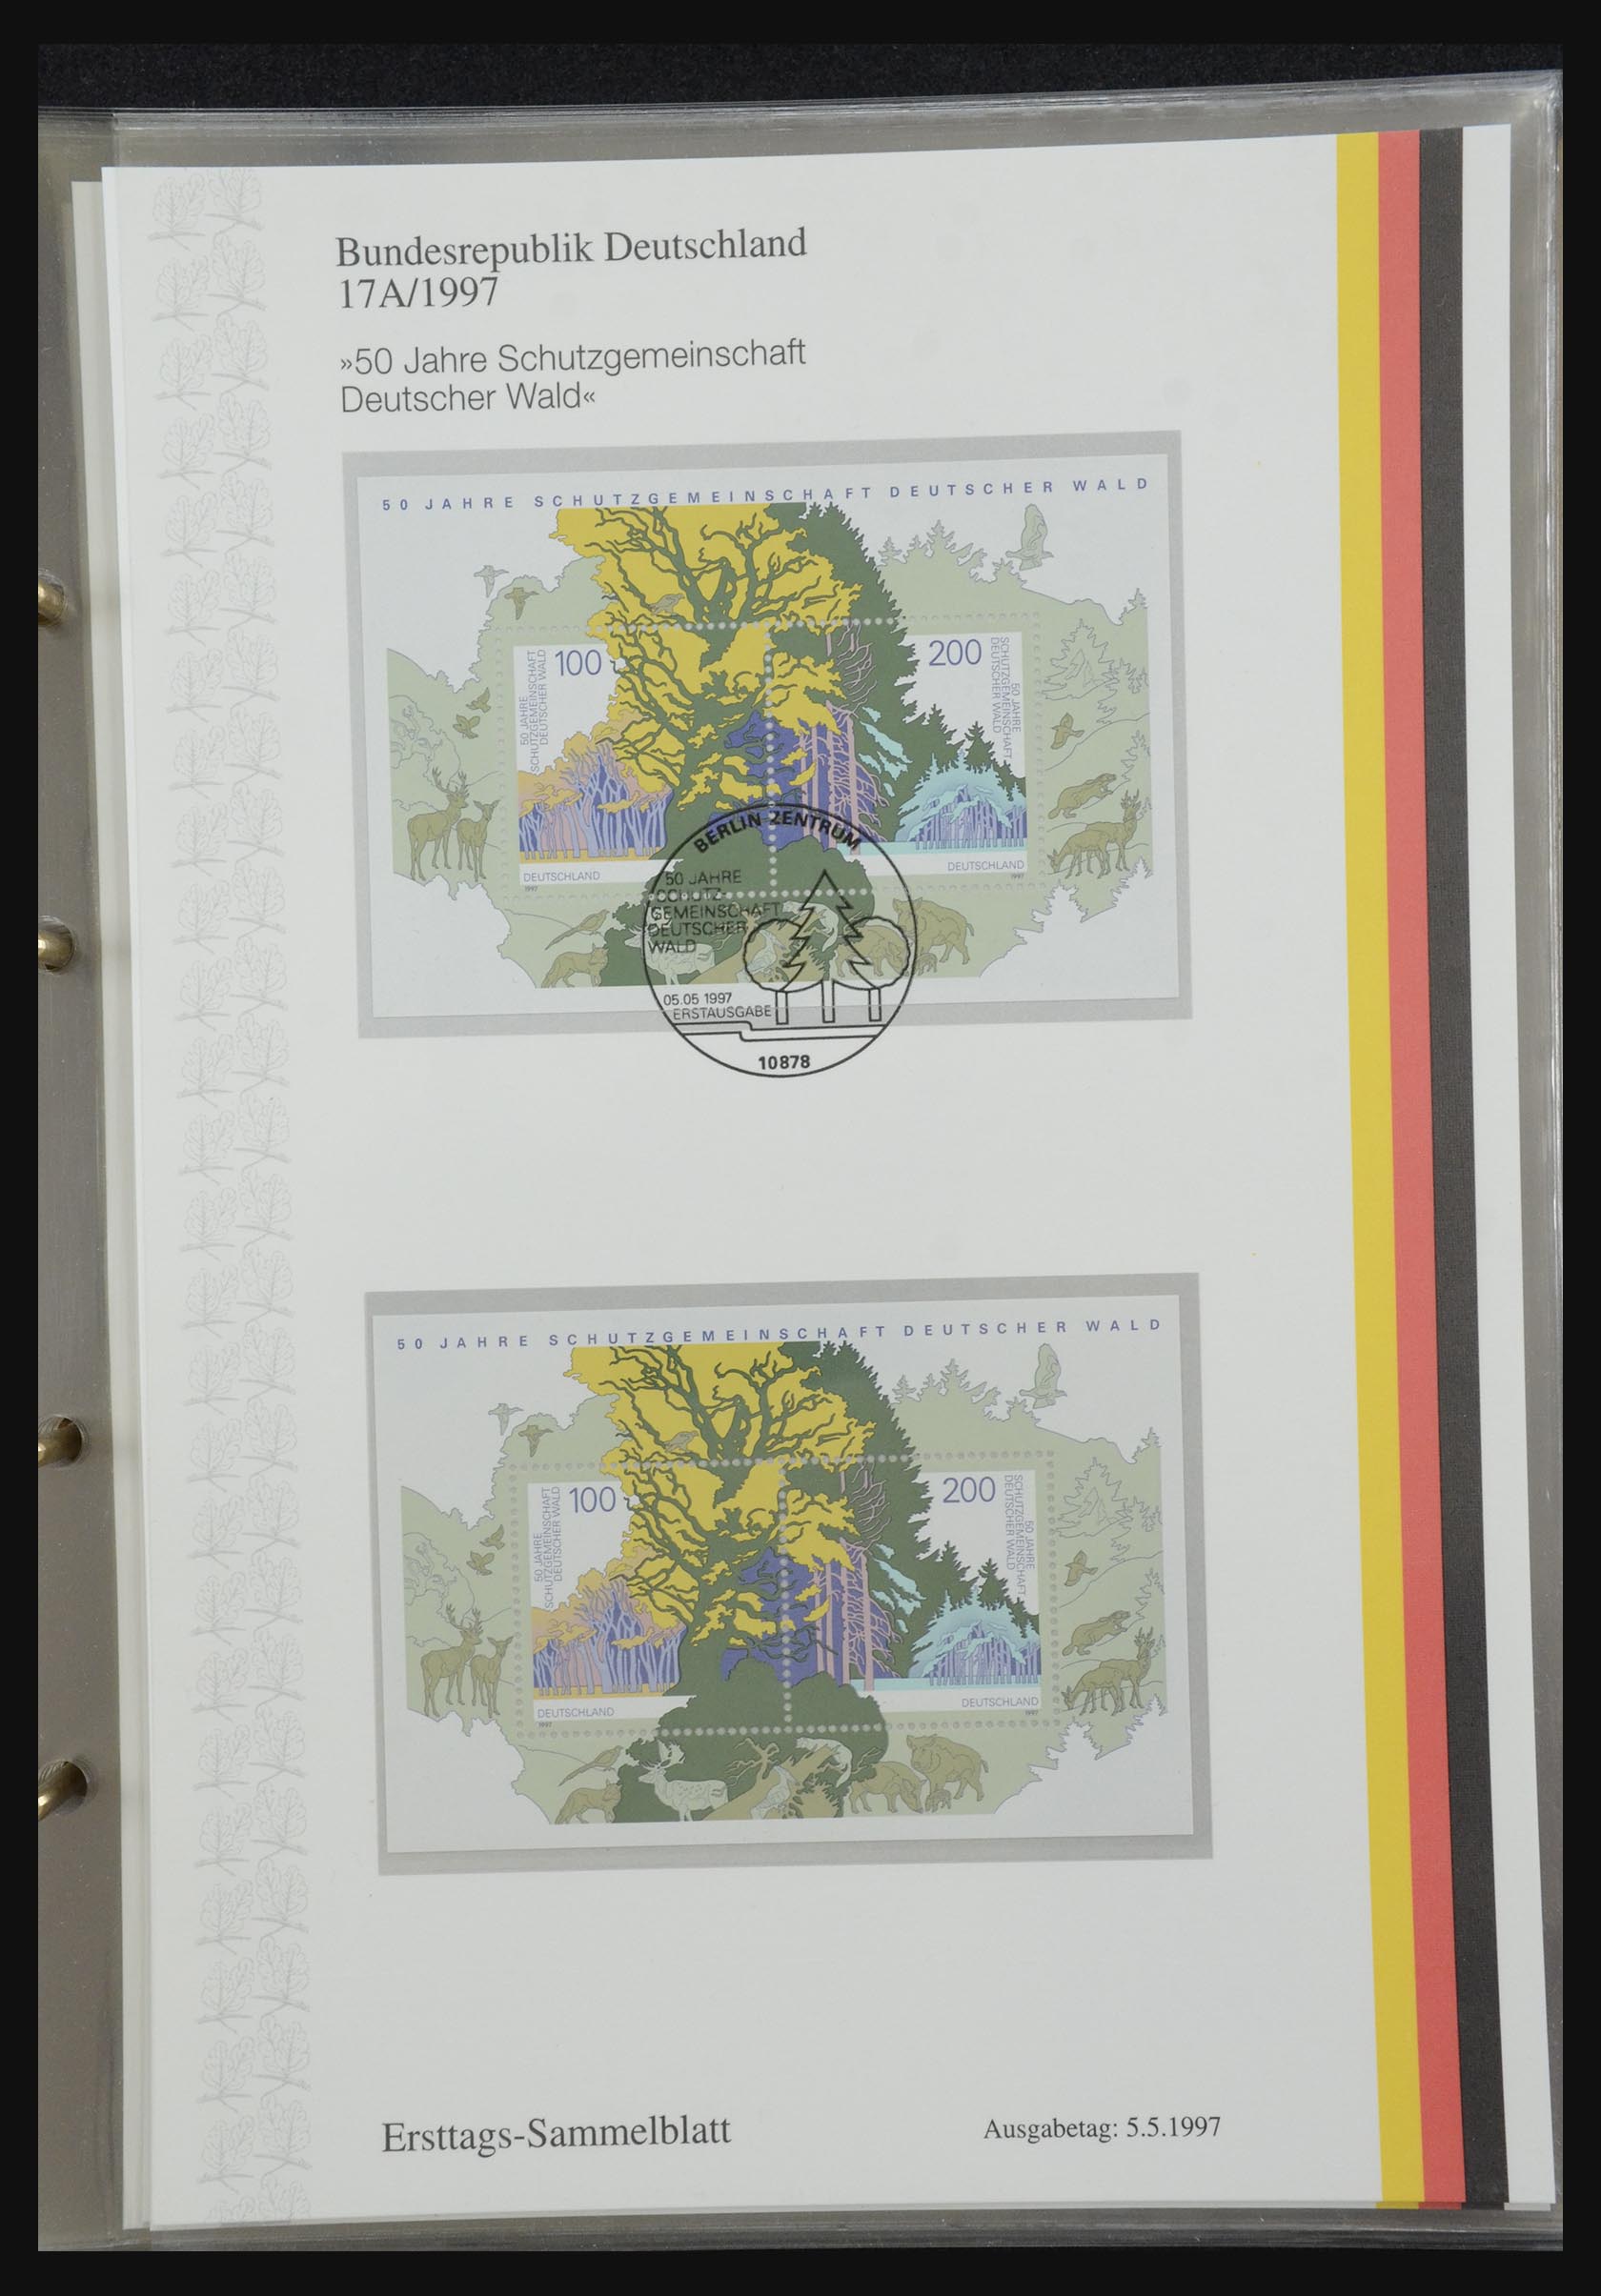 Bundesrepublik Deutschland
17A/1997
»50 Jahre Schutzgemeinschaft
Deutscher Wald«
50 JAHRE SCHUTZGEMEINSCHAFT DEUTSCHER WALD
100
50 JAHRE
SCHUTZGEMEINSCHAFT
DEUTSCHER WALD
200
50 JAHRE
SCHUTZGEMEINSCHAFT
DEUTSCHER WALD
DEUTSCHLAND
1997
DEUTSCHLAND
1997
BERLIN ZENTRUM
50 JAHRE
SCHUTZ-
GEMEINSCHAFT
DEUTSCHER
WALD
05.05 1997
ERSTAUSGABE
10878
50 JAHRE SCHUTZGEMEINSCHAFT DEUTSCHER WALD
100
50 JAHRE
SCHUTZGEMEINSCHAFT
DEUTSCHER WALD
200
50 JAHRE
SCHUTZGEMEINSCHAFT
DEUTSCHER WALD
DEUTSCHLAND
1997
DEUTSCHLAND
1997
Ersttags-Sammelblatt
Ausgabetag: 5.5.1997